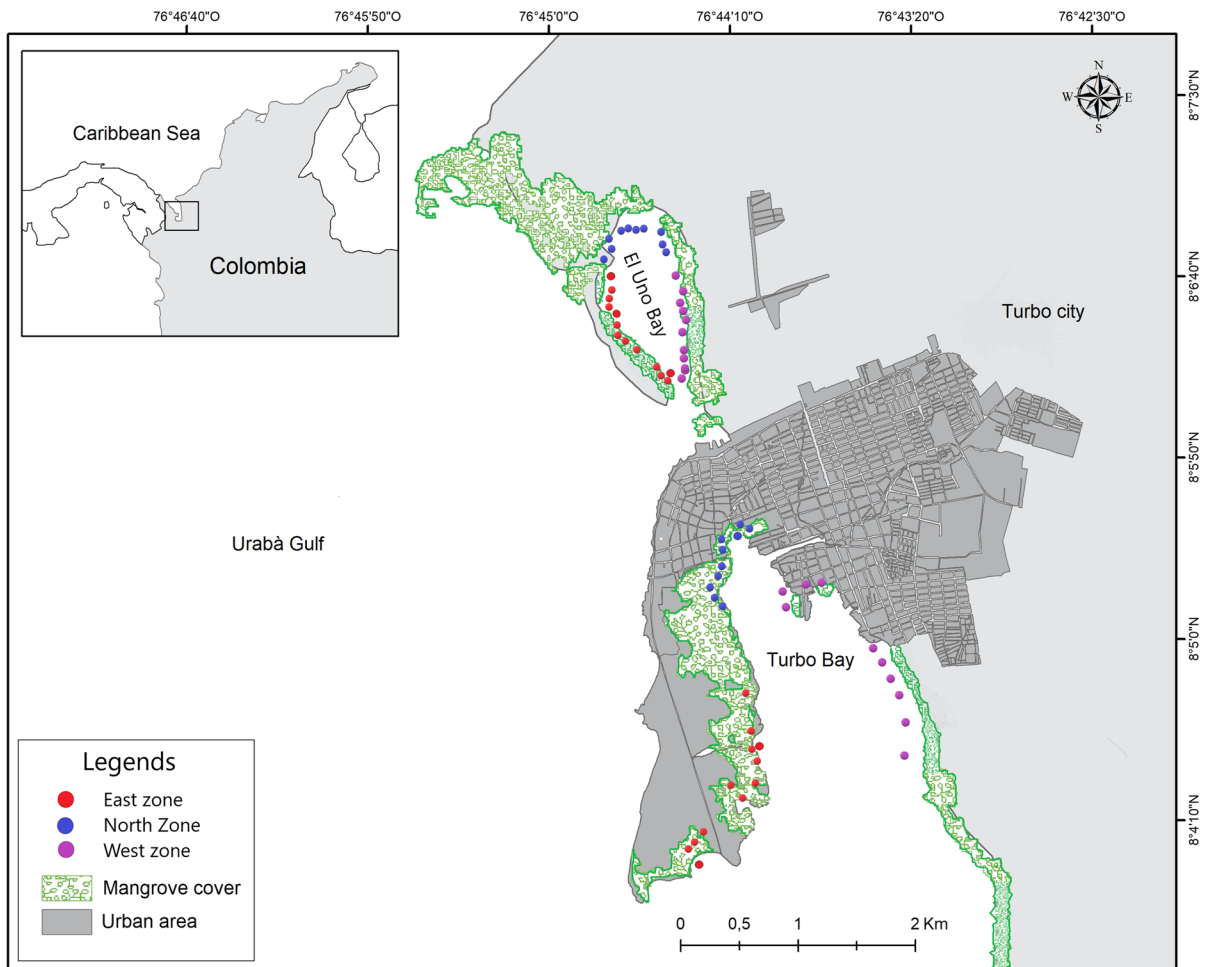 76°46'40"O 76°45'50"O 76°45'0"O 76°44'10"O 76°43'20"O 76°42'30"O
N
W E
S
8°7'30"N
Caribbean Sea
Colombia
8°6'40"N
El Uno Bay
Turbo city
8°5'50"N
Urabà Gulf
8°5'0"N
Turbo Bay
Legends
East zone
North Zone
West zone
Mangrove cover
Urban area
8°4'10"N
0 0,5 1 2 Km